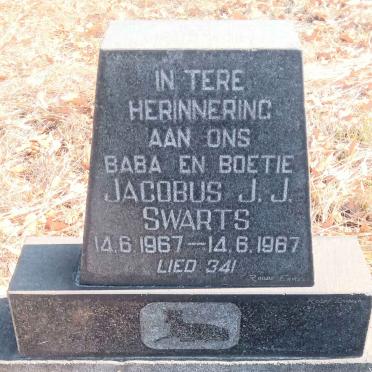 IN TERE
HERINNERING
AAN ONS
BABA EN BOETIE
JACOBUS J. J.
SWARTS
14.6.1967—14.6.1967
LIED 341